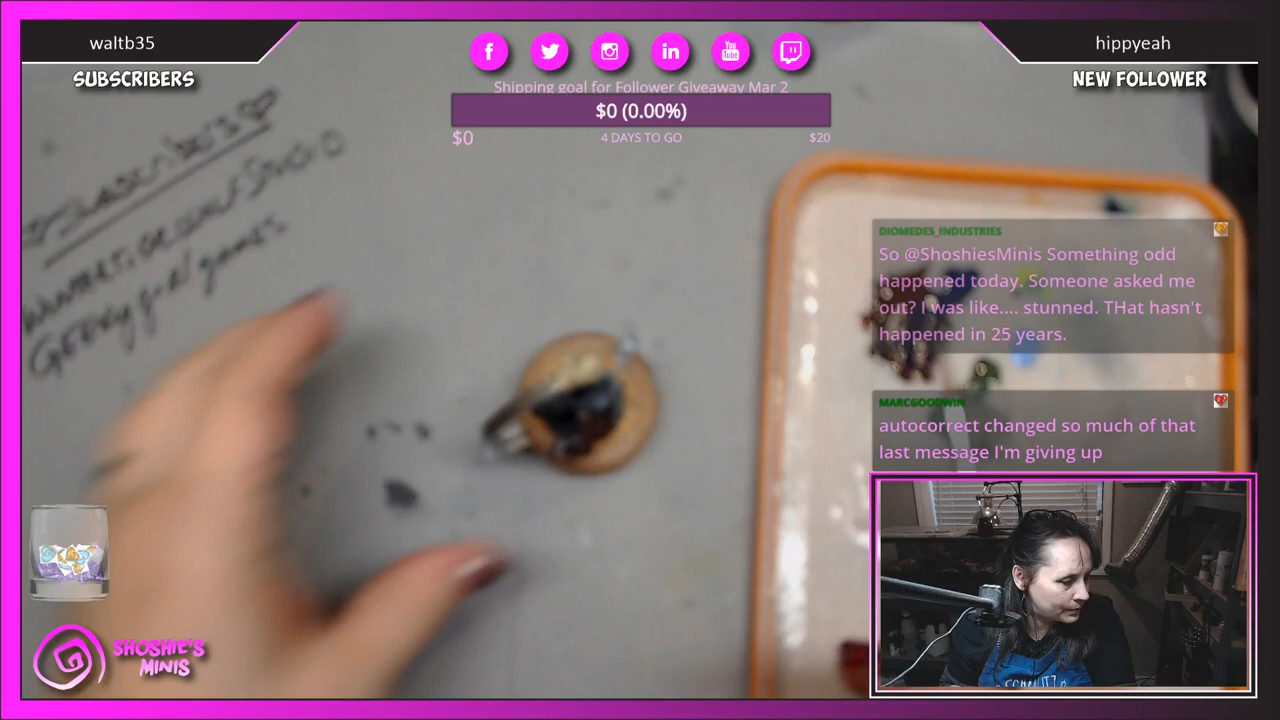 waltb35
SUBSCRIBERS
hippyeah
NEW FOLLOWER
Shipping goal for Follower Giveaway Mar 2
$0 (0.00%)
$0
4 DAYS TO GO
$20
Subscribers
DIOMEDES_INDUSTRIES
So @ShoshiesMinis Something odd
happened today. Someone asked me
out? I was like.... stunned. THat hasn't
happened in 25 years.
MARCGOODWIN
autocorrect changed so much of that
last message I'm giving up
SHOSHIE'S
MINIS